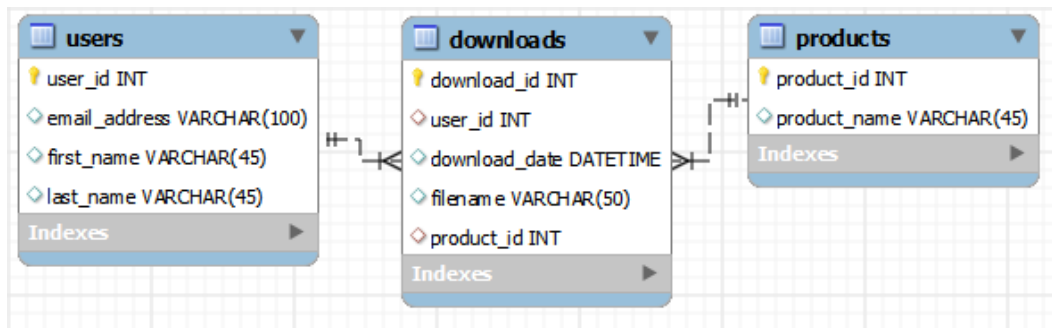 users
user_id INT
email_address VARCHAR(100)
first_name VARCHAR(45)
last_name VARCHAR(45)
Indexes
downloads
download_id INT
user_id INT
download_date DATETIME
filename VARCHAR(50)
product_id INT
Indexes
products
product_id INT
product_name VARCHAR(45)
Indexes